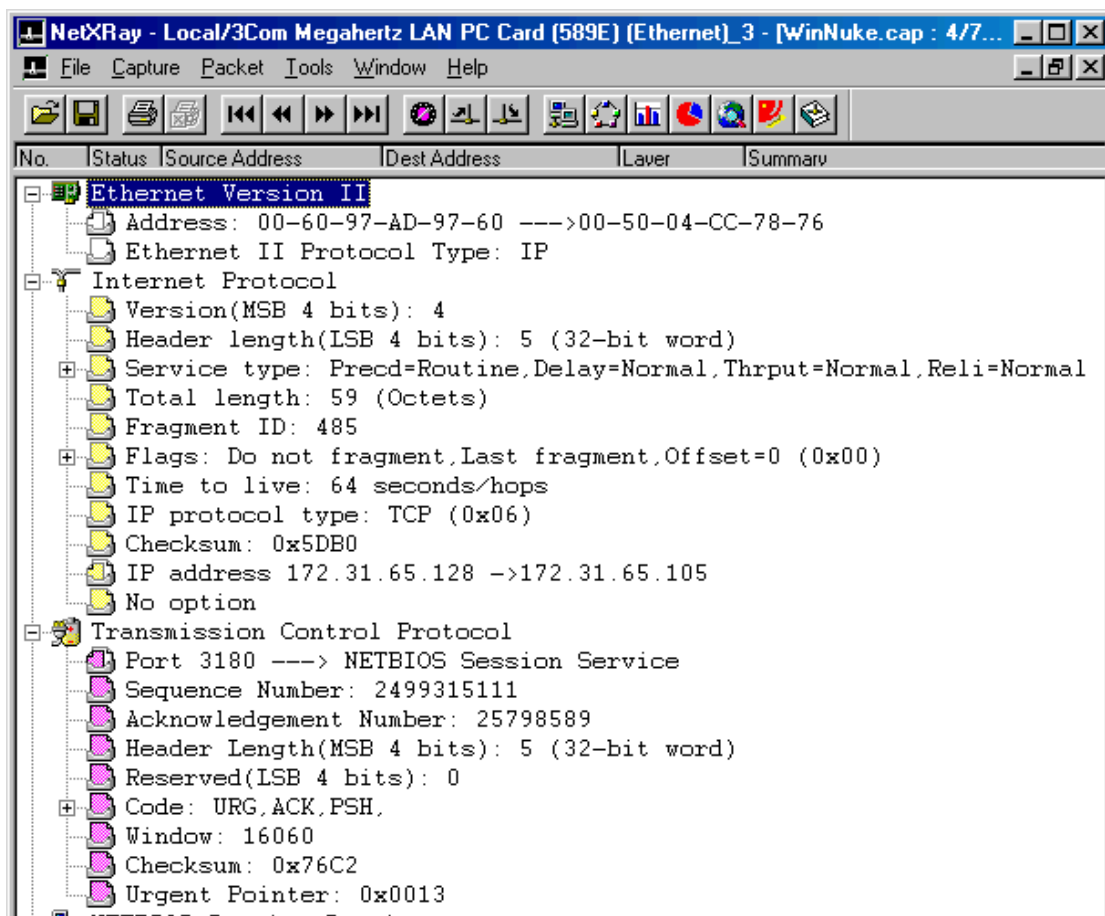 NetXRay - Local/3Com Megahertz LAN PC Card (589E) (Ethernet)_3 - [WinNuke.cap : 4/7...
File Capture Packet Tools Window Help
No. Status Source Address Dest Address Layer Summary
Ethernet Version II
Address: 00-60-97-AD-97-60 --->00-50-04-CC-78-76
Ethernet II Protocol Type: IP
Internet Protocol
Version(MSB 4 bits): 4
Header length(LSB 4 bits): 5 (32-bit word)
Service type: Precd=Routine,Delay=Normal,Thrput=Normal,Reli=Normal
Total length: 59 (Octets)
Fragment ID: 485
Flags: Do not fragment,Last fragment,Offset=0 (0x00)
Time to live: 64 seconds/hops
IP protocol type: TCP (0x06)
Checksum: 0x5DB0
IP address 172.31.65.128 ->172.31.65.105
No option
Transmission Control Protocol
Port 3180 ---> NETBIOS Session Service
Sequence Number: 2499315111
Acknowledgement Number: 25798589
Header Length(MSB 4 bits): 5 (32-bit word)
Reserved(LSB 4 bits): 0
Code: URG,ACK,PSH,
Window: 16060
Checksum: 0x76C2
Urgent Pointer: 0x0013